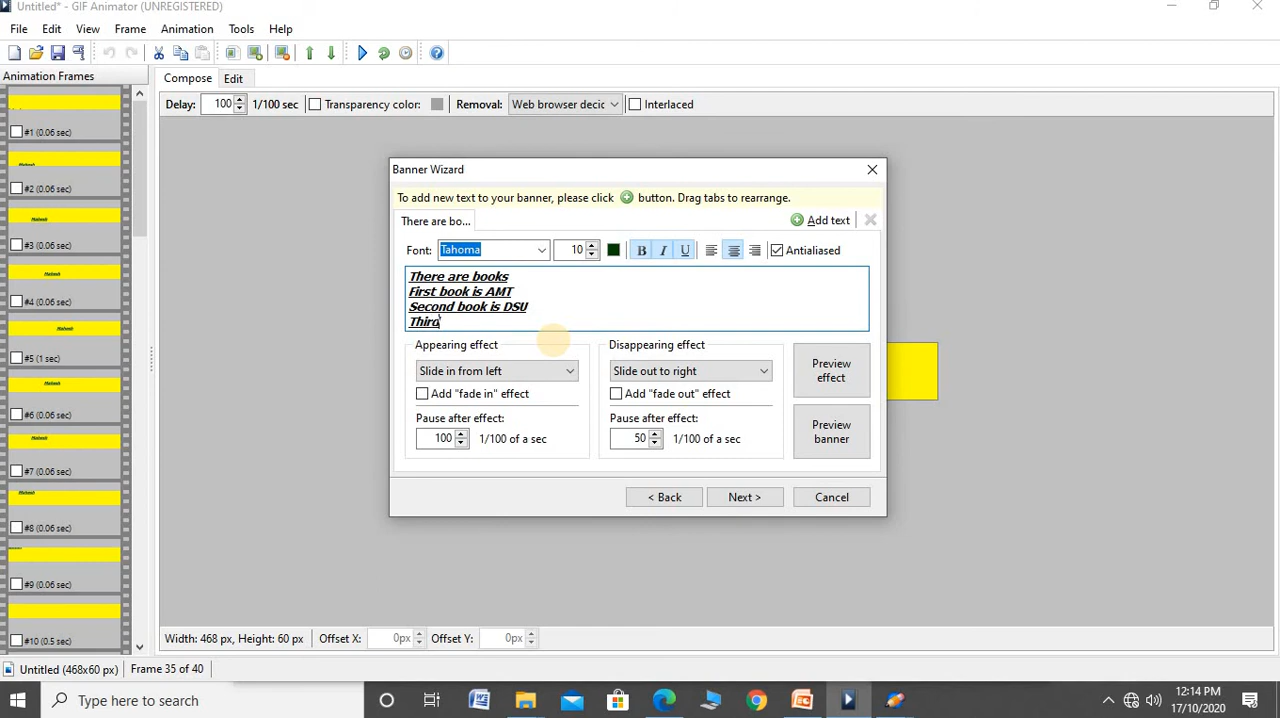 Untitled* - GIF Animator (UNREGISTERED)
File Edit View Frame Animation Tools Help
Animation Frames
Compose Edit
Delay: 100 1/100 sec Transparency color: Removal: Web browser decic Interlaced
#1 (0.06 sec)
Mahesh
#2 (0.06 sec)
Mahesh
#3 (0.06 sec)
Mahesh
#4 (0.06 sec)
Mahesh
#5 (1 sec)
Mahesh
#6 (0.06 sec)
Mahesh
#7 (0.06 sec)
Mahesh
#8 (0.06 sec)
#9 (0.06 sec)
#10 (0.5 sec)
Banner Wizard
To add new text to your banner, please click button. Drag tabs to rearrange.
There are bo... Add text
Font: Tahoma 10 B I U Antialiased
There are books
First book is AMT
Second book is DSU
Third
Appearing effect
Slide in from left
Add "fade in" effect
Pause after effect:
100 1/100 of a sec
Disappearing effect
Slide out to right
Add "fade out" effect
Pause after effect:
50 1/100 of a sec
Preview effect
Preview banner
< Back Next > Cancel
Width: 468 px, Height: 60 px Offset X: 0px Offset Y: 0px
Untitled (468x60 px) Frame 35 of 40
Type here to search
12:14 PM
17/10/2020